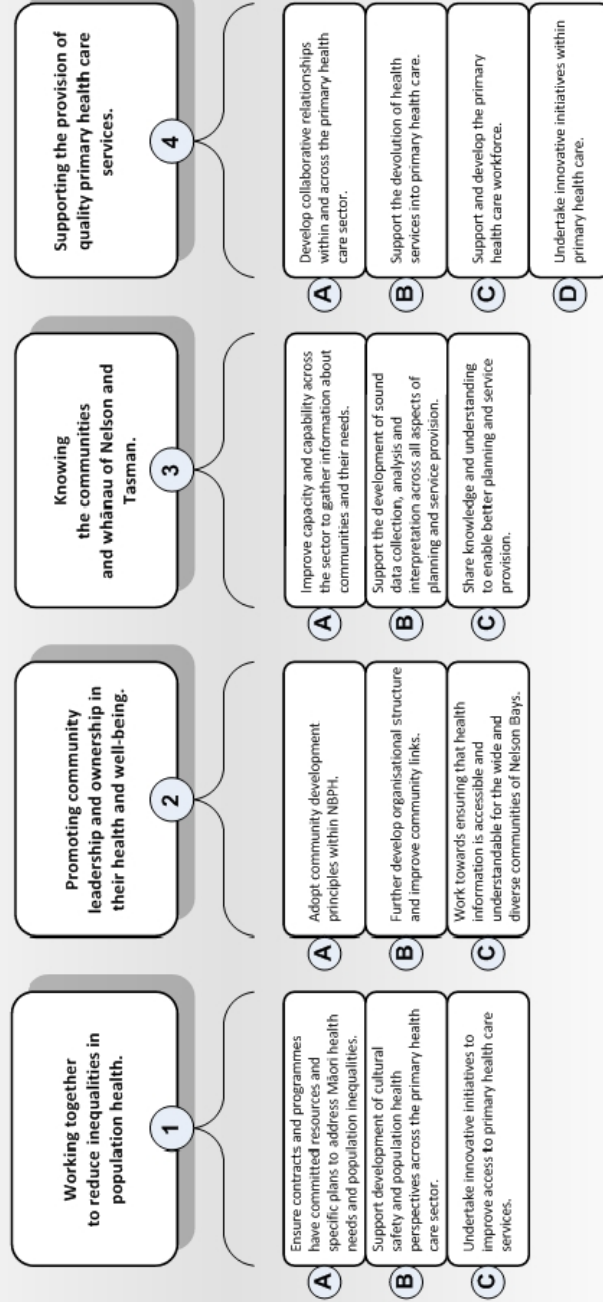 Working together
to reduce inequalities in
population health.
1
A
Ensure contracts and programmes
have committed resources and
specific plans to address Māori health
needs and population inequalities.
B
Support development of cultural
safety and population health
perspectives across the primary health
care sector.
C
Undertake innovative initiatives to
improve access to primary health care
services.
Promoting community
leadership and ownership in
their health and well-being.
2
A
Adopt community development
principles within NBPH.
B
Further develop organisational structure
and improve community links.
C
Work towards ensuring that health
information is accessible and
understandable for the wide and
diverse communities of Nelson Bays.
Knowing
the communities
and whānau of Nelson and
Tasman.
3
A
Improve capacity and capability across
the sector to gather information about
communities and their needs.
B
Support the development of sound
data collection, analysis and
interpretation across all aspects of
planning and service provision.
C
Share knowledge and understanding
to enable better planning and service
provision.
Supporting the provision of
quality primary health care
services.
4
A
Develop collaborative relationships
within and across the primary health
care sector.
B
Support the devolution of health
services into primary health care.
C
Support and develop the primary
health care workforce.
D
Undertake innovative initiatives within
primary health care.